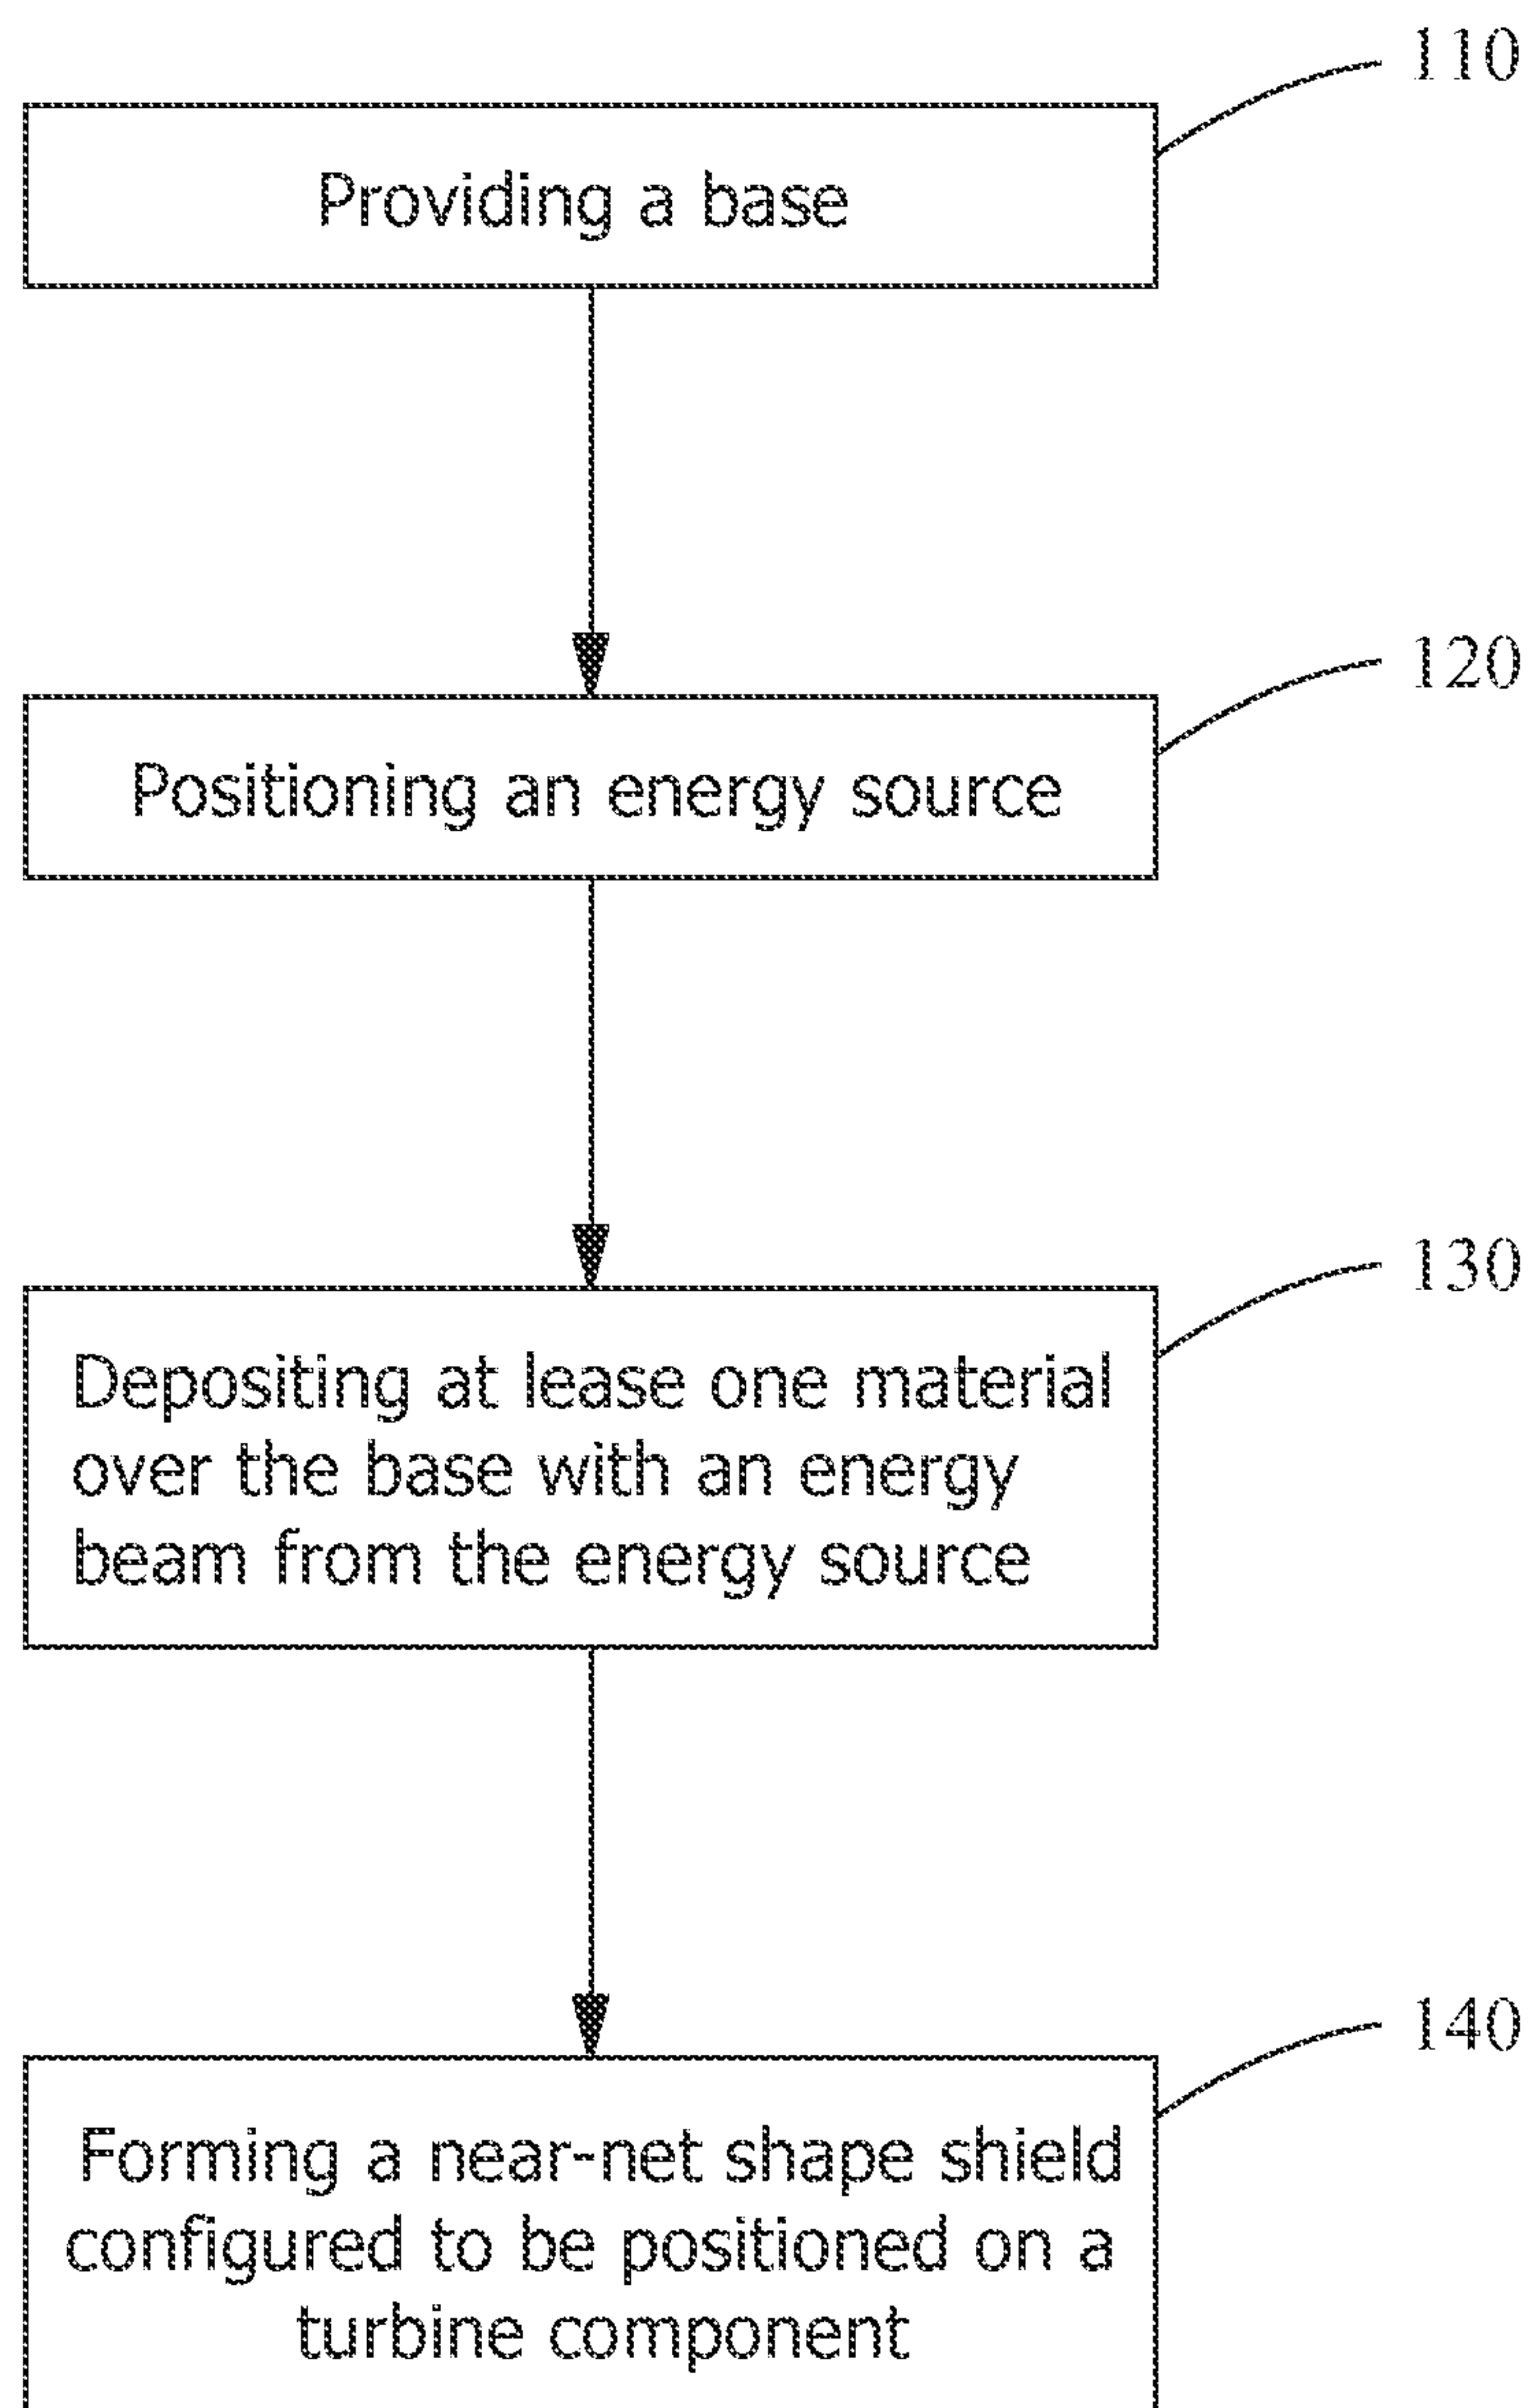 110
Providing a base
120
Positioning an energy source
130
Depositing at lease one material
over the base with an energy
beam from the energy source
140
Forming a near-net shape shield
configured to be positioned on a
turbine component